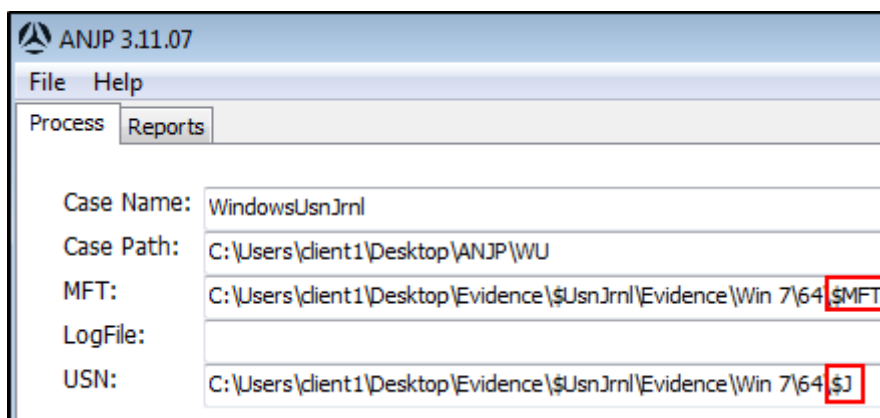 ANJP 3.11.07
File Help
Process Reports
Case Name: WindowsUsnJrnl
Case Path: C:\Users\client1\Desktop\ANJP\WU
MFT: C:\Users\client1\Desktop\Evidence\$UsnJrnl\Evidence\Win 7\64\$MFT
LogFile:
USN: C:\Users\client1\Desktop\Evidence\$UsnJrnl\Evidence\Win 7\64\$J